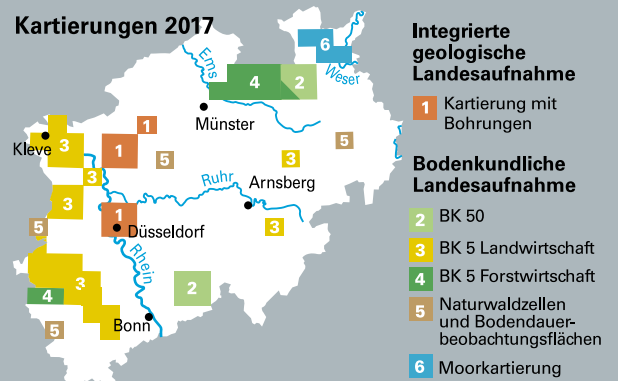 Kartierungen 2017
6
Ems
Weser
4
2
Münster
1
Kleve
3
1
5
5
3
3
Ruhr
Arnsberg
3
1
5
Düsseldorf
3
Rhein
3
2
4
5
Bonn
Integrierte
geologische
Landesaufnahme
1 Kartierung mit
Bohrungen
Bodenkundliche
Landesaufnahme
2 BK 50
3 BK 5 Landwirtschaft
4 BK 5 Forstwirtschaft
5 Naturwaldzellen
und Bodendauer-
beobachtungsflächen
6 Moorkartierung